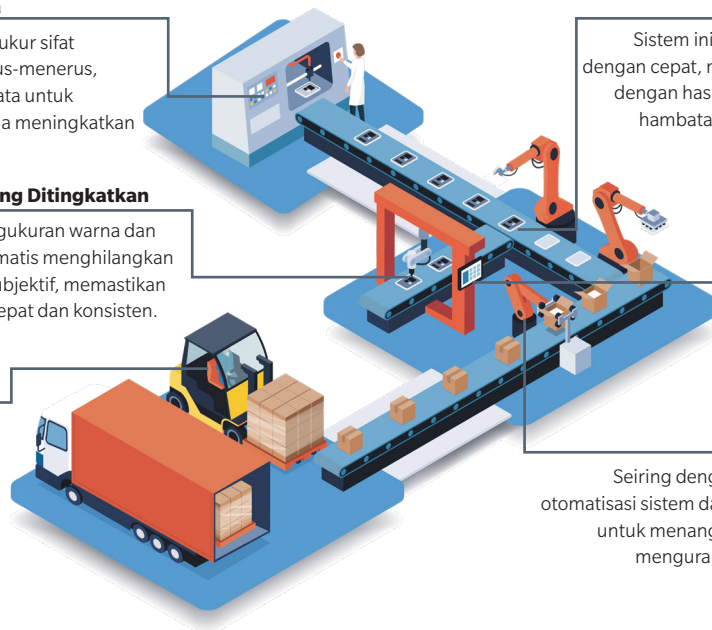 ukur sifat
us-menerus,
ata untuk
a meningkatkan
ng Ditingkatkan
gukuran warna dan
matis menghilangkan
ubjektif, memastikan
epat dan konsisten.
Sistem ini
dengan cepat,
dengan has
hambata
Seiring deng
otomatisasi sistem da
untuk menang
mengura